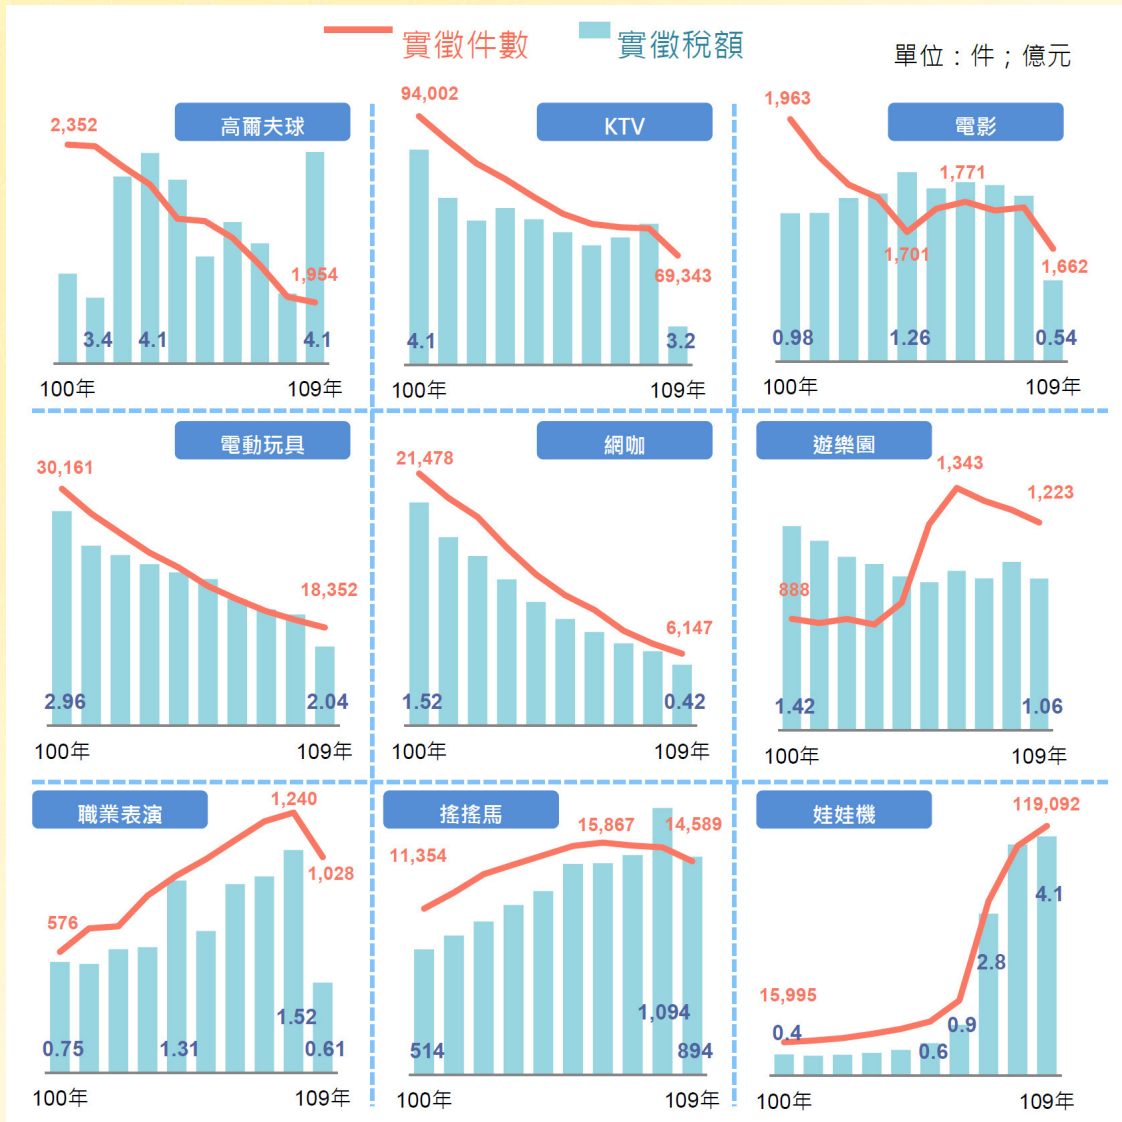 實徵件數
實徵稅額
單位：件；億元
高爾夫球
2,352
1,954
3.4
4.1
4.1
100年
109年
KTV
94,002
69,343
4.1
3.2
100年
109年
電影
1,963
1,771
1,701
1,662
0.98
1.26
0.54
100年
109年
電動玩具
30,161
18,352
2.96
2.04
100年
109年
網咖
21,478
6,147
1.52
0.42
100年
109年
遊樂園
1,343
1,223
888
1.42
1.06
100年
109年
職業表演
1,240
1,028
576
1.52
0.75
1.31
0.61
100年
109年
搖搖馬
15,867
14,589
11,354
1,094
514
894
100年
109年
娃娃機
119,092
4.1
2.8
15,995
0.4
0.9
0.6
100年
109年